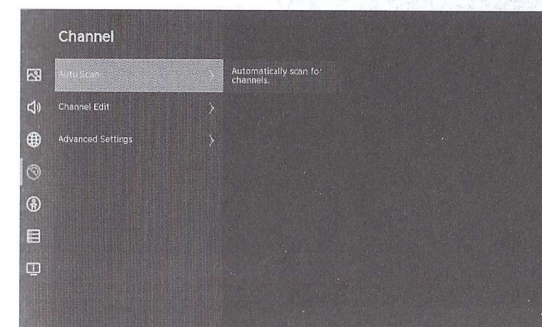 Channel
Auto Scan
Automatically scan for
channels.
Channel Edit
Advanced Settings